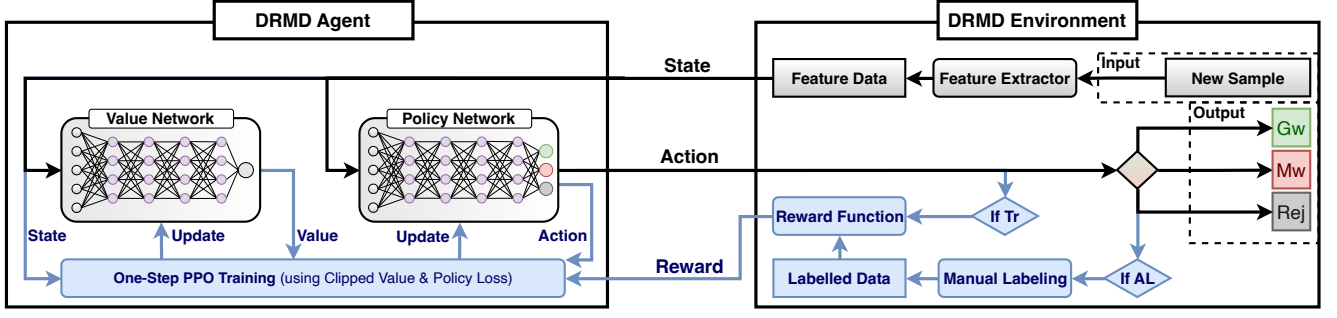 DRMD Agent
DRMD Environment
State
Feature Data
Feature Extractor
Input
New Sample
Value Network
Policy Network
Output
Gw
Action
Mw
Rej
Reward Function
If Tr
State
Update
Value
Update
Action
Reward
One-Step PPO Training (using Clipped Value & Policy Loss)
Labelled Data
Manual Labeling
If AL